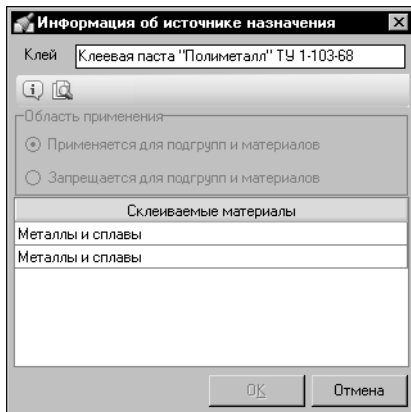 Информация об источнике назначения
Клей Клеевая паста "Полиметалл" ТУ 1-103-68
Область применения
Применяется для подгрупп и материалов
Запрещается для подгрупп и материалов
Склеиваемые материалы
Металлы и сплавы
Металлы и сплавы
OK Отмена